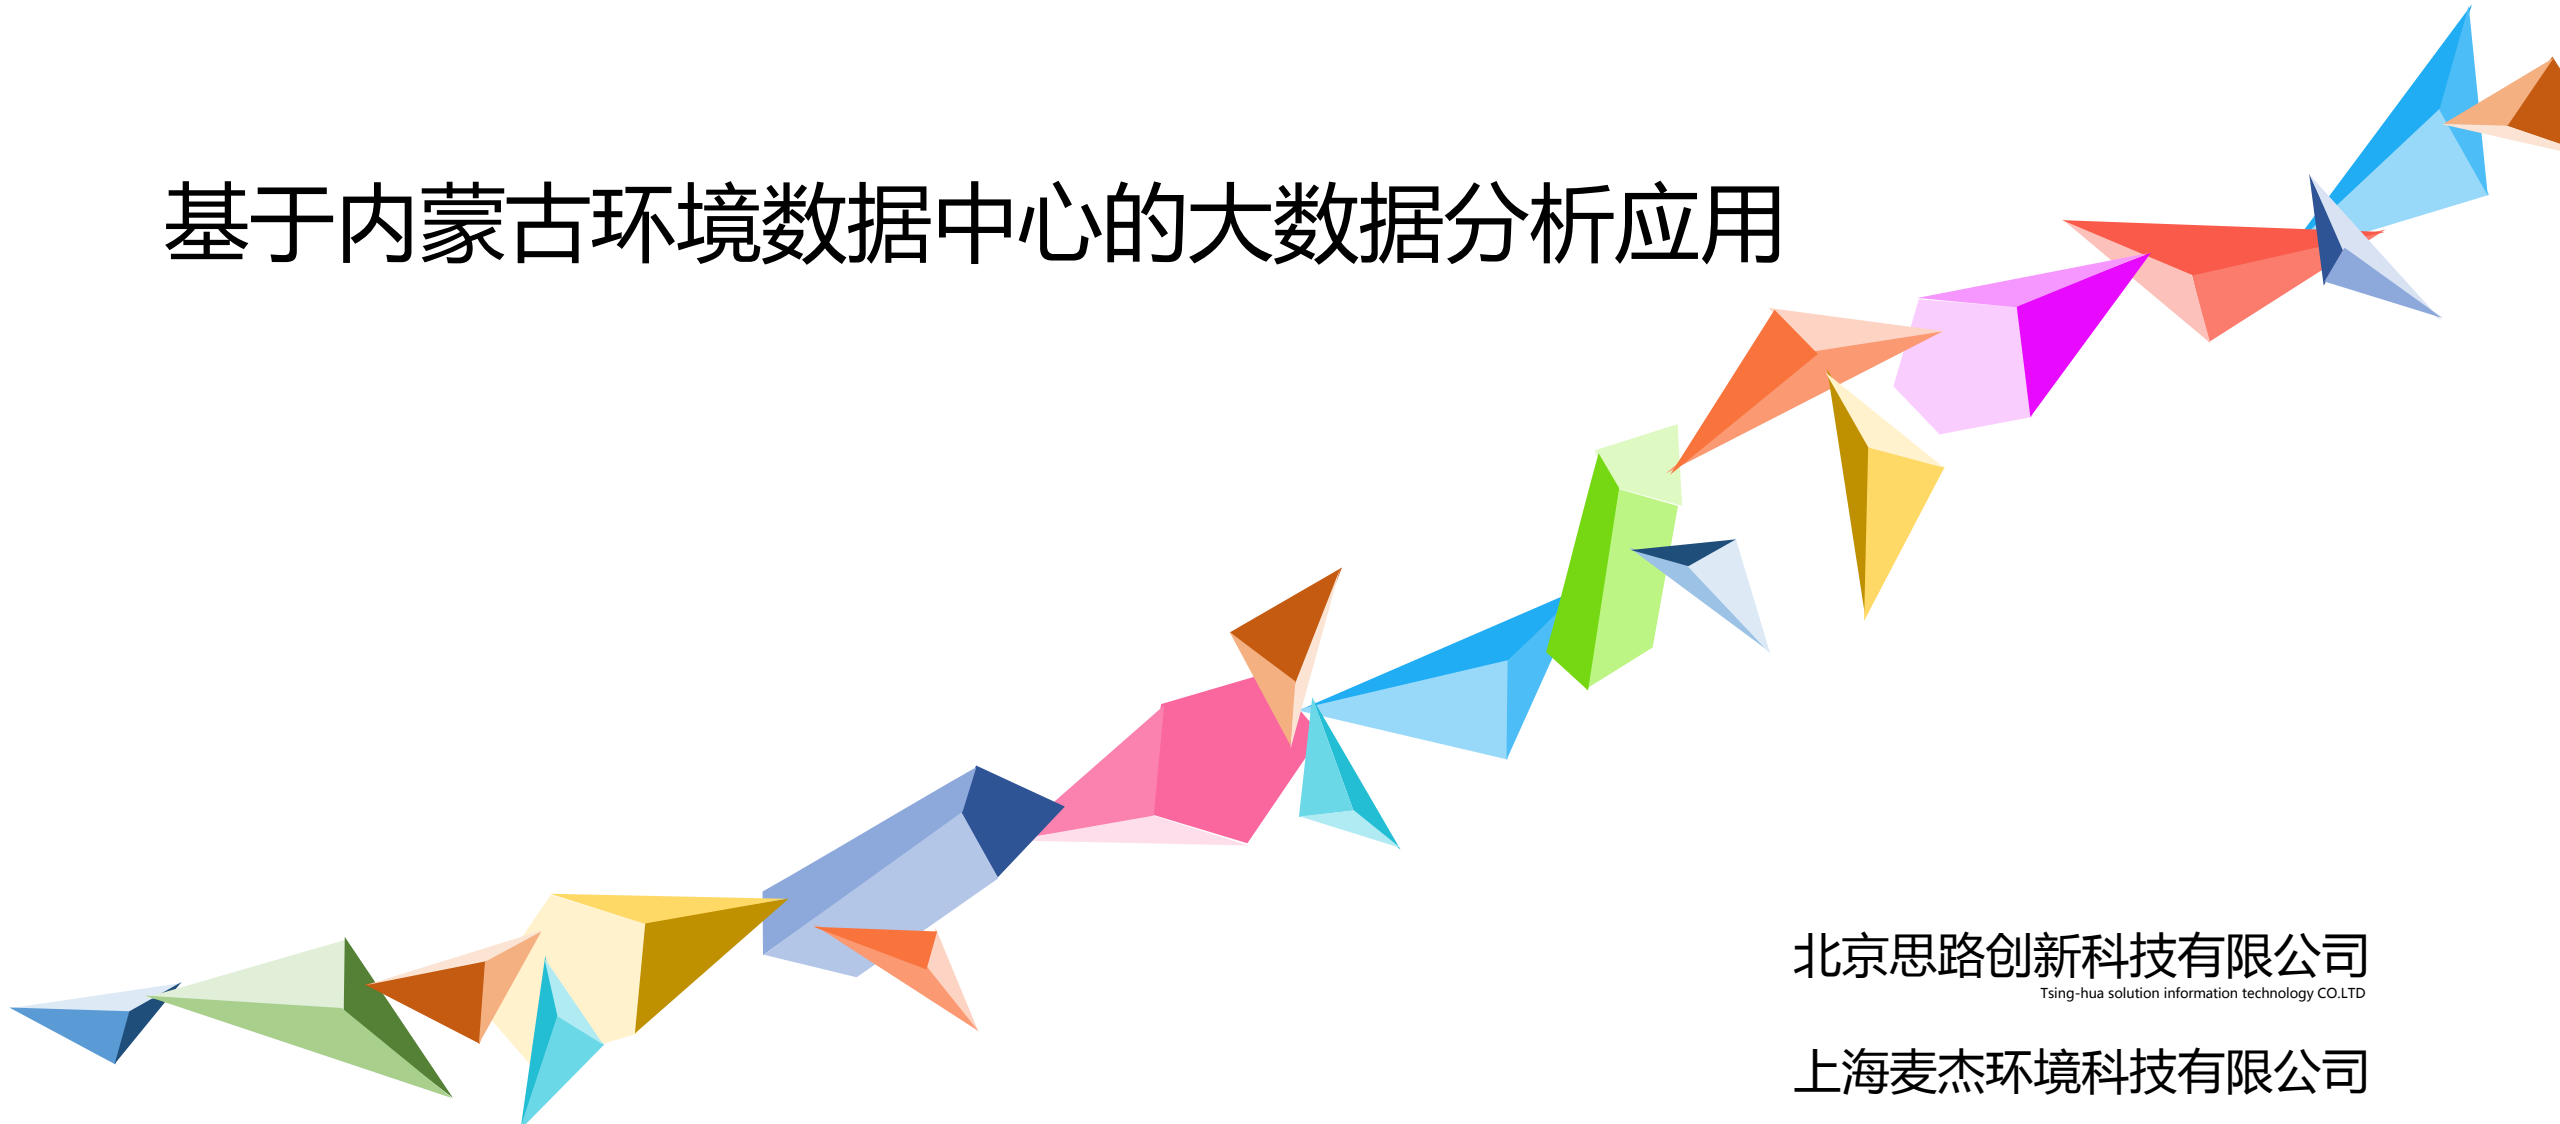 基于内蒙古环境数据中心的大数据分析应用
北京思路创新科技有限公司
Tsing-hua solution information technology CO.LTD
上海麦杰环境科技有限公司